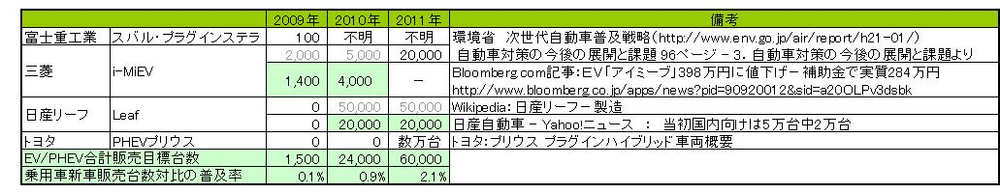 2009年 2010年 2011年 備考
富士重工業 スバル・プラグインステラ 100 不明 不明 環境省 次世代自動車普及戦略(http://www.env.go.jp/air/report/h21-01/)
三菱 i-MiEV 2,000 5,000 20,000 自動車対策の今後の展開と課題 96ページ-3．自動車対策の今後の展開と課題より
1,400 4,000 － Bloomberg.com記事：EV「アイミーブ」398万円に値下げ－補助金で実質284万円
http://www.bloomberg.co.jp/apps/news?pid=90920012&sid=a20OLPv3dsbk
日産リーフ Leaf 0 50,000 50,000 Wikipedia：日産リーフ－製造
0 20,000 20,000 日産自動車 - Yahoo!ニュース ： 当初国内向けは5万台中2万台
トヨタ PHEVプリウス 0 0 数万台 トヨタ：プリウス プラグインハイブリッド車両概要
EV/PHEV合計販売目標台数 1,500 24,000 60,000
乗用車新車販売台数対比の普及率 0.1% 0.9% 2.1%